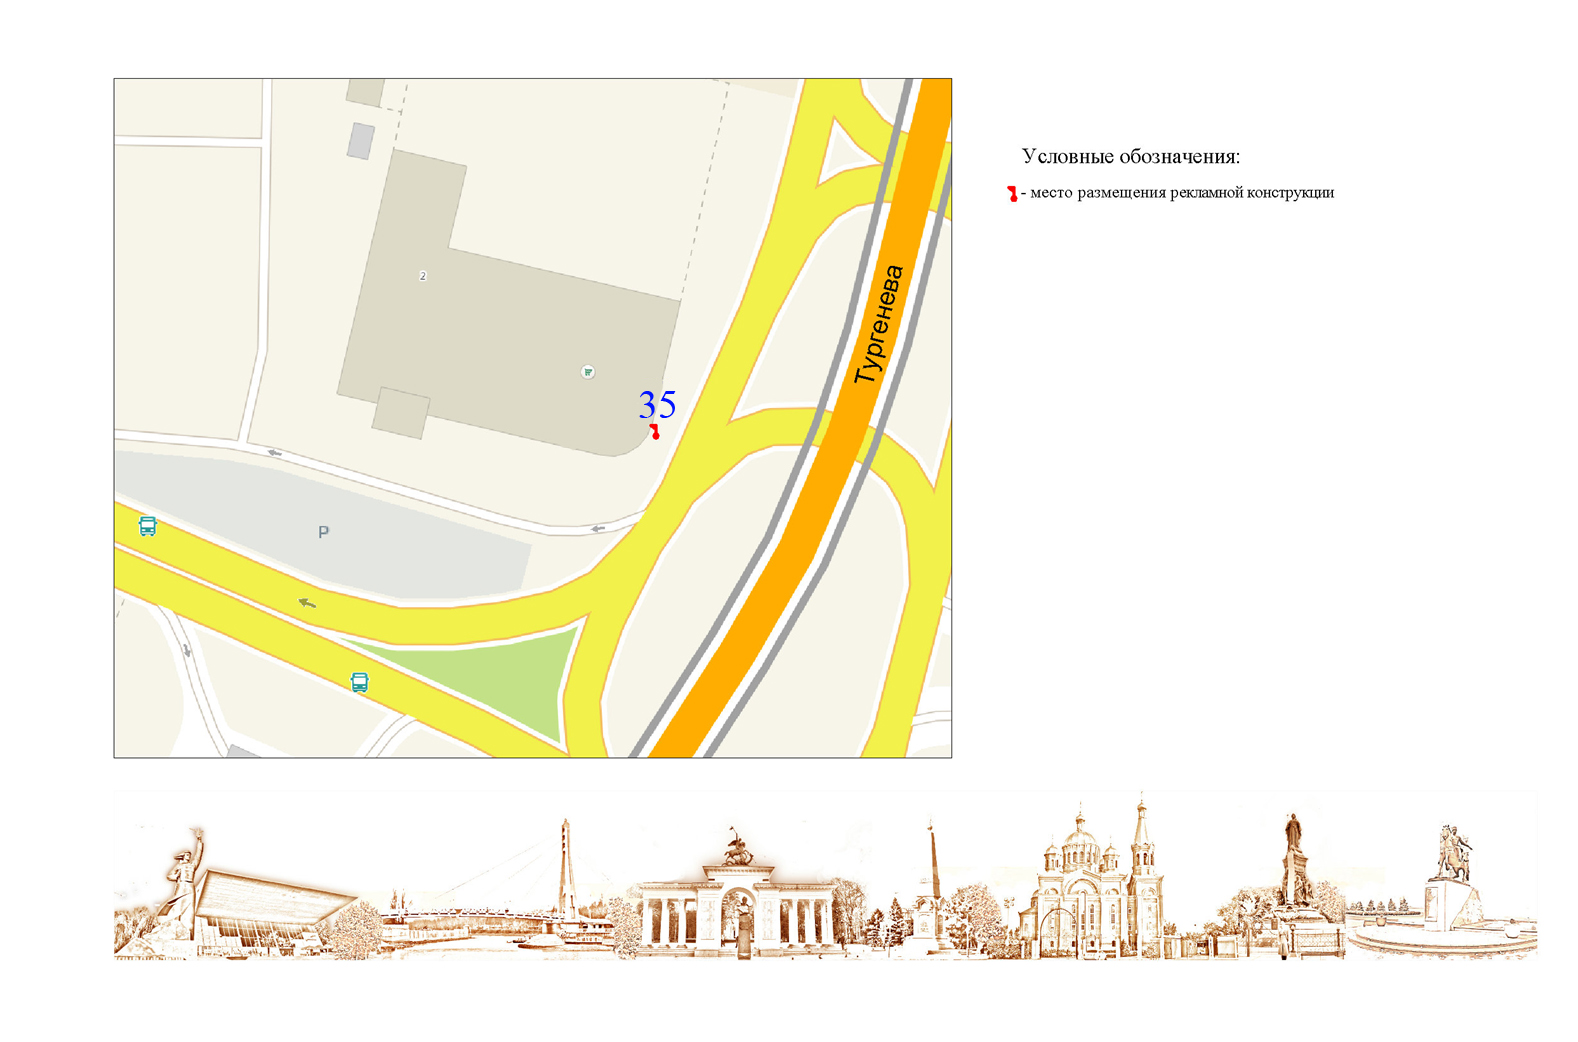 Условные обозначения:
- место размещения рекламной конструкции
2
Тургенева
35
P